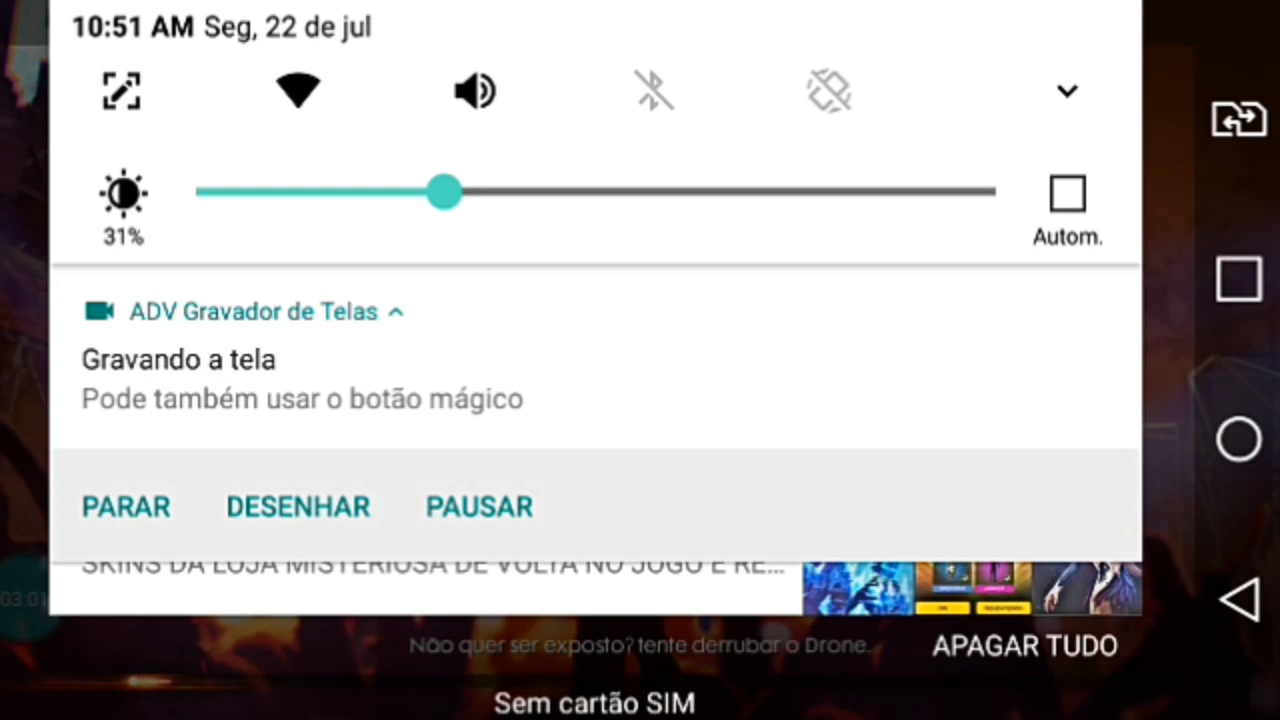 10:51 AM Seg, 22 de jul
31%
Autom.
ADV Gravador de Telas
Gravando a tela
Pode também usar o botão mágico
PARAR DESENHAR PAUSAR
SKINS DA LOJA MISTERIOSA DE VOLTA NO JOGO E RE...
03:01
Não quer ser exposto? tente derrubar o Drone.
APAGAR TUDO
Sem cartão SIM